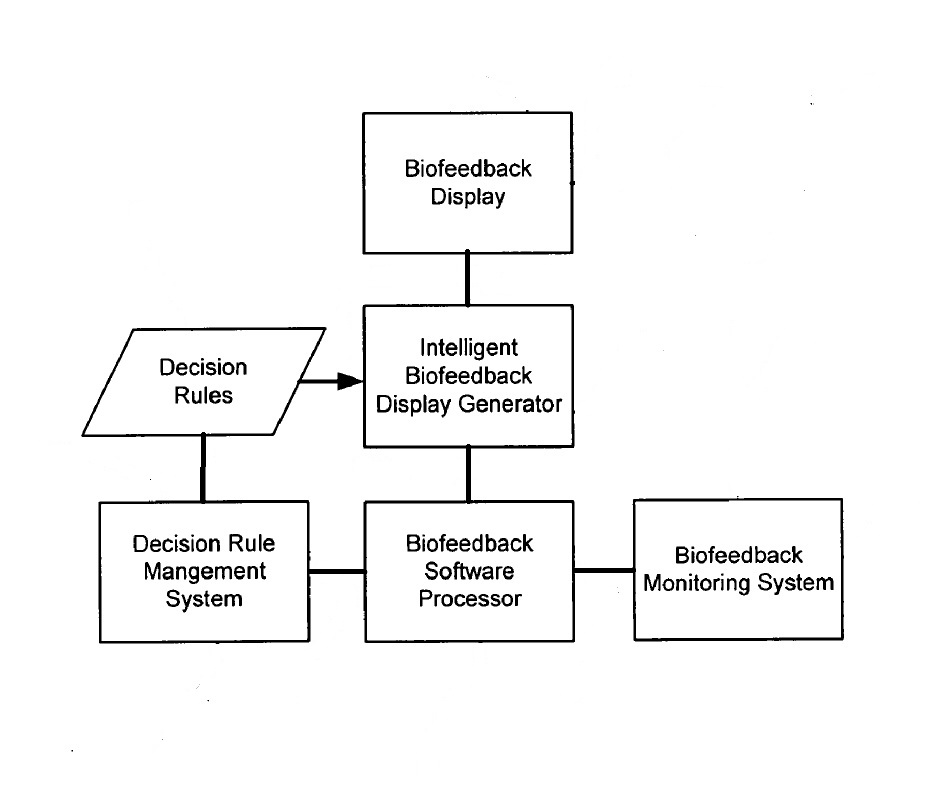 Biofeedback
Display
Intelligent
Biofeedback
Display Generator
Decision
Rules
Decision Rule
Mangement
System
Biofeedback
Software
Processor
Biofeedback
Monitoring System